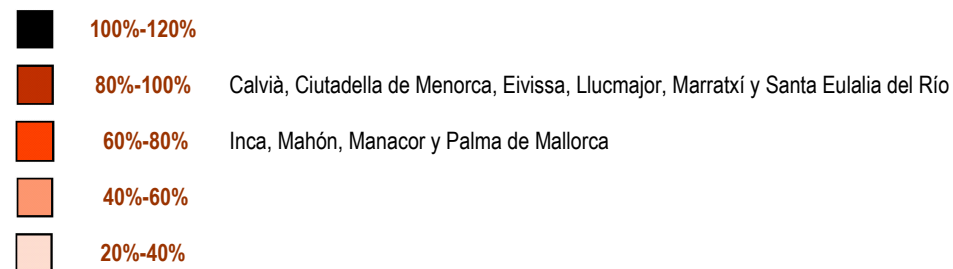 100%-120%
80%-100% Calvià, Ciutadella de Menorca, Eivissa, Llucmajor, Marratxí y Santa Eulalia del Río
60%-80% Inca, Mahón, Manacor y Palma de Mallorca
40%-60%
20%-40%